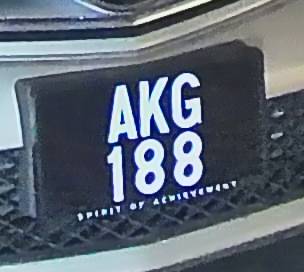 AKG
188
SPIRIT OF ACHIEVEMENT